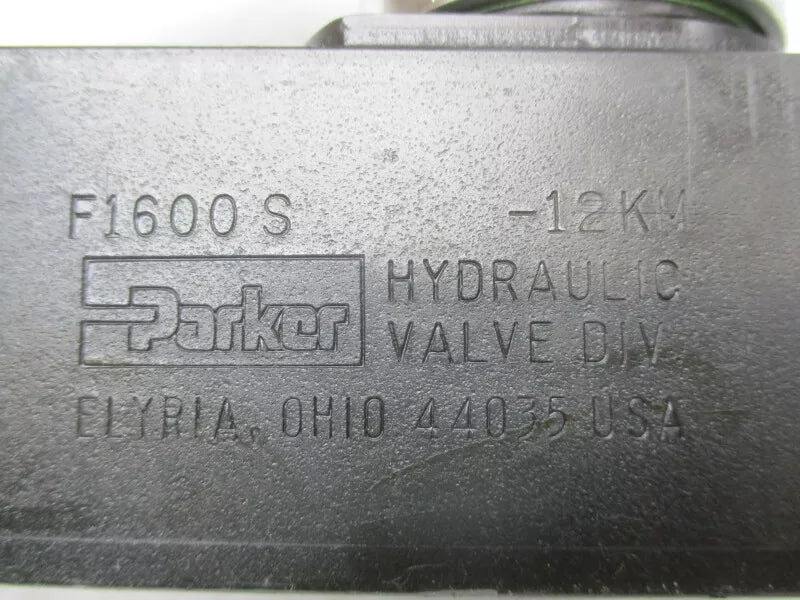 F1600 S -12KM
Parker HYDRAULIC
VALVE DIV
ELYRIA, OHIO 44035 USA